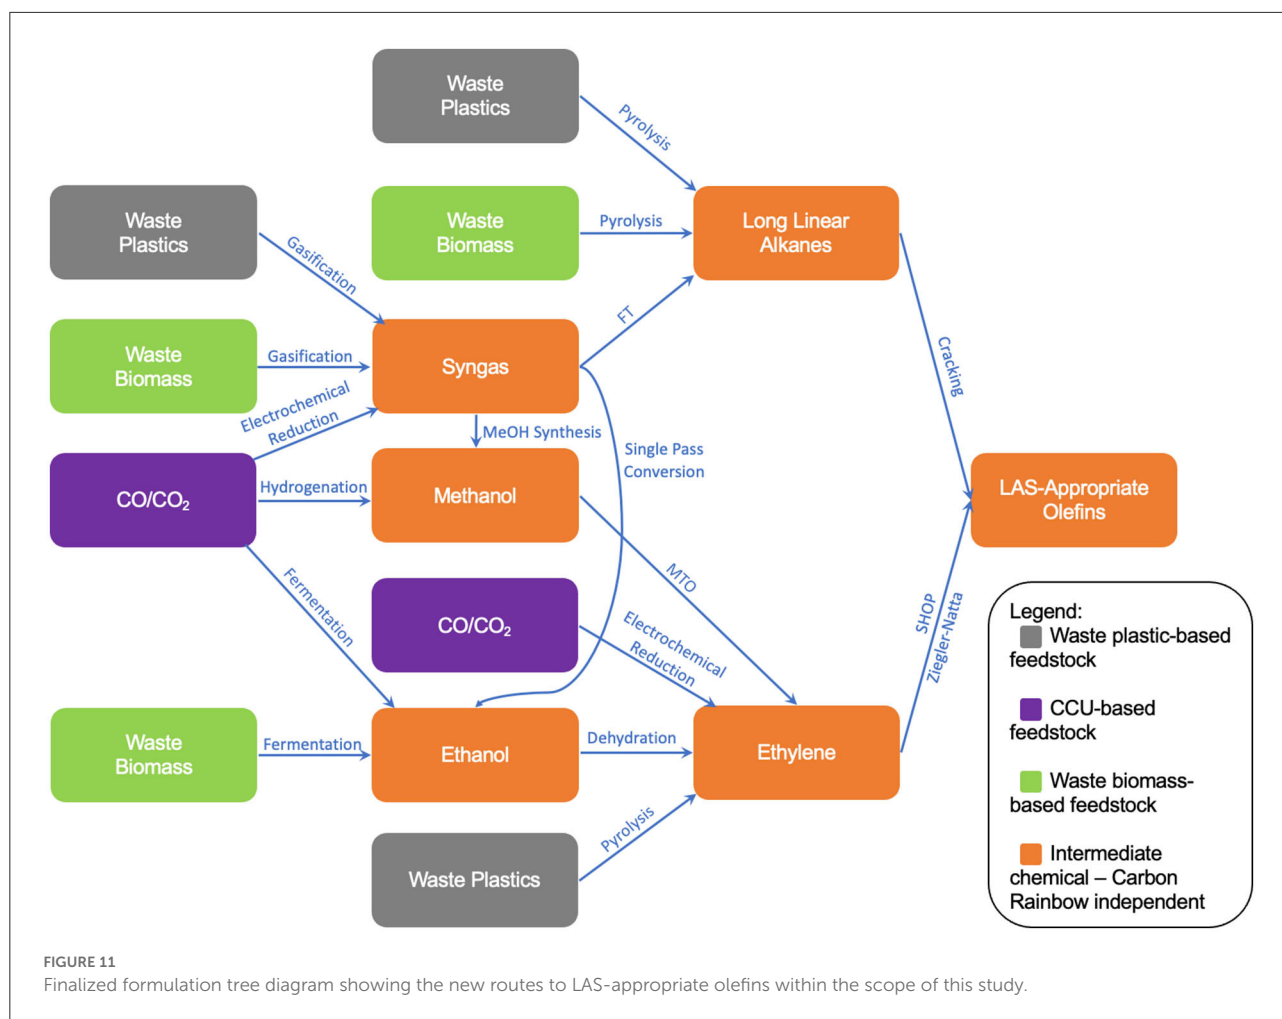 Waste
Plastics
Pyrolysis
Waste
Plastics
Gasification
Waste
Biomass
Pyrolysis
Long Linear
Alkanes
Waste
Biomass
Gasification
Syngas
FT
Cracking
Electrochemical
Reduction
MeOH Synthesis
Single Pass
Conversion
CO/CO₂
Hydrogenation
Methanol
LAS-Appropriate
Olefins
Fermentation
MTO
CO/CO₂
Electrochemical
Reduction
SHOP
Ziegler-Natta
Waste
Biomass
Fermentation
Ethanol
Dehydration
Ethylene
Waste Plastics
Pyrolysis
Legend:
Waste plastic-based
feedstock
CCU-based
feedstock
Waste biomass-
based feedstock
Intermediate
chemical – Carbon
Rainbow independent
FIGURE 11
Finalized formulation tree diagram showing the new routes to LAS-appropriate olefins within the scope of this study.